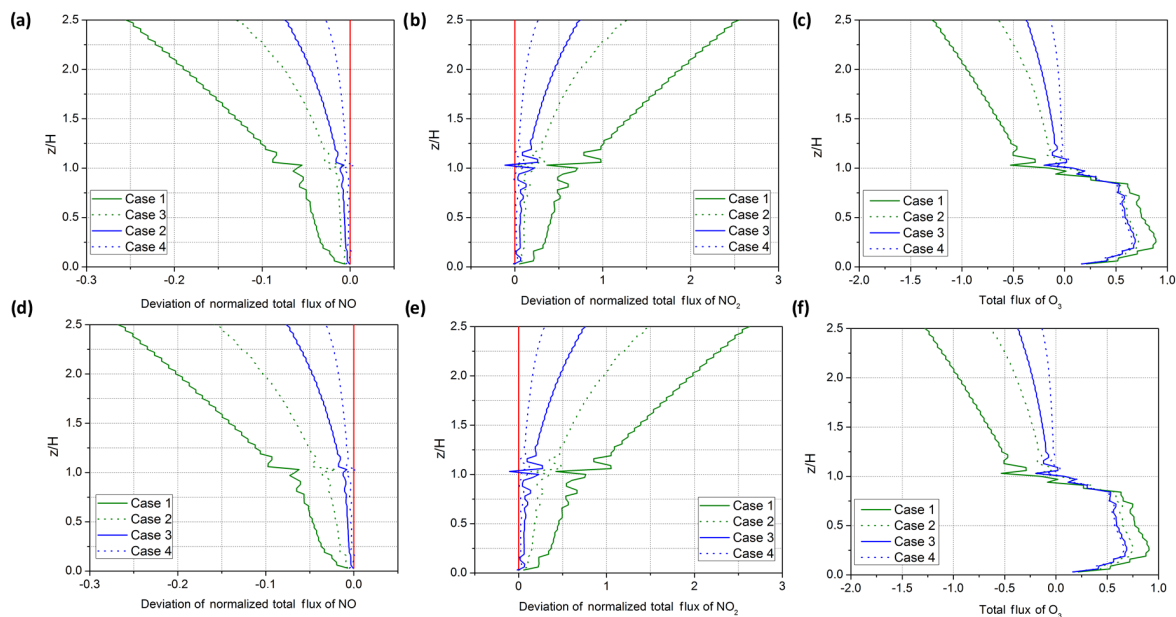 (a)
2.5
2.0
1.5
1.0
0.5
0.0
z/H
Case 1
Case 3
Case 2
Case 4
-0.3
-0.2
-0.1
0.0
Deviation of normalized total flux of NO
(b)
2.5
2.0
1.5
1.0
0.5
0.0
z/H
Case 1
Case 2
Case 3
Case 4
0
1
2
3
Deviation of normalized total flux of NO₂
(c)
2.5
2.0
1.5
1.0
0.5
0.0
z/H
Case 1
Case 2
Case 3
Case 4
-2.0
-1.5
-1.0
-0.5
0.0
0.5
1.0
Total flux of O₃
(d)
2.5
2.0
1.5
1.0
0.5
0.0
z/H
Case 1
Case 2
Case 3
Case 4
-0.3
-0.2
-0.1
0.0
Deviation of normalized total flux of NO
(e)
2.5
2.0
1.5
1.0
0.5
0.0
z/H
Case 1
Case 2
Case 3
Case 4
0
1
2
3
Deviation of normalized total flux of NO₂
(f)
2.5
2.0
1.5
1.0
0.5
0.0
z/H
Case 1
Case 2
Case 3
Case 4
-2.0
-1.5
-1.0
-0.5
0.0
0.5
1.0
Total flux of O₃